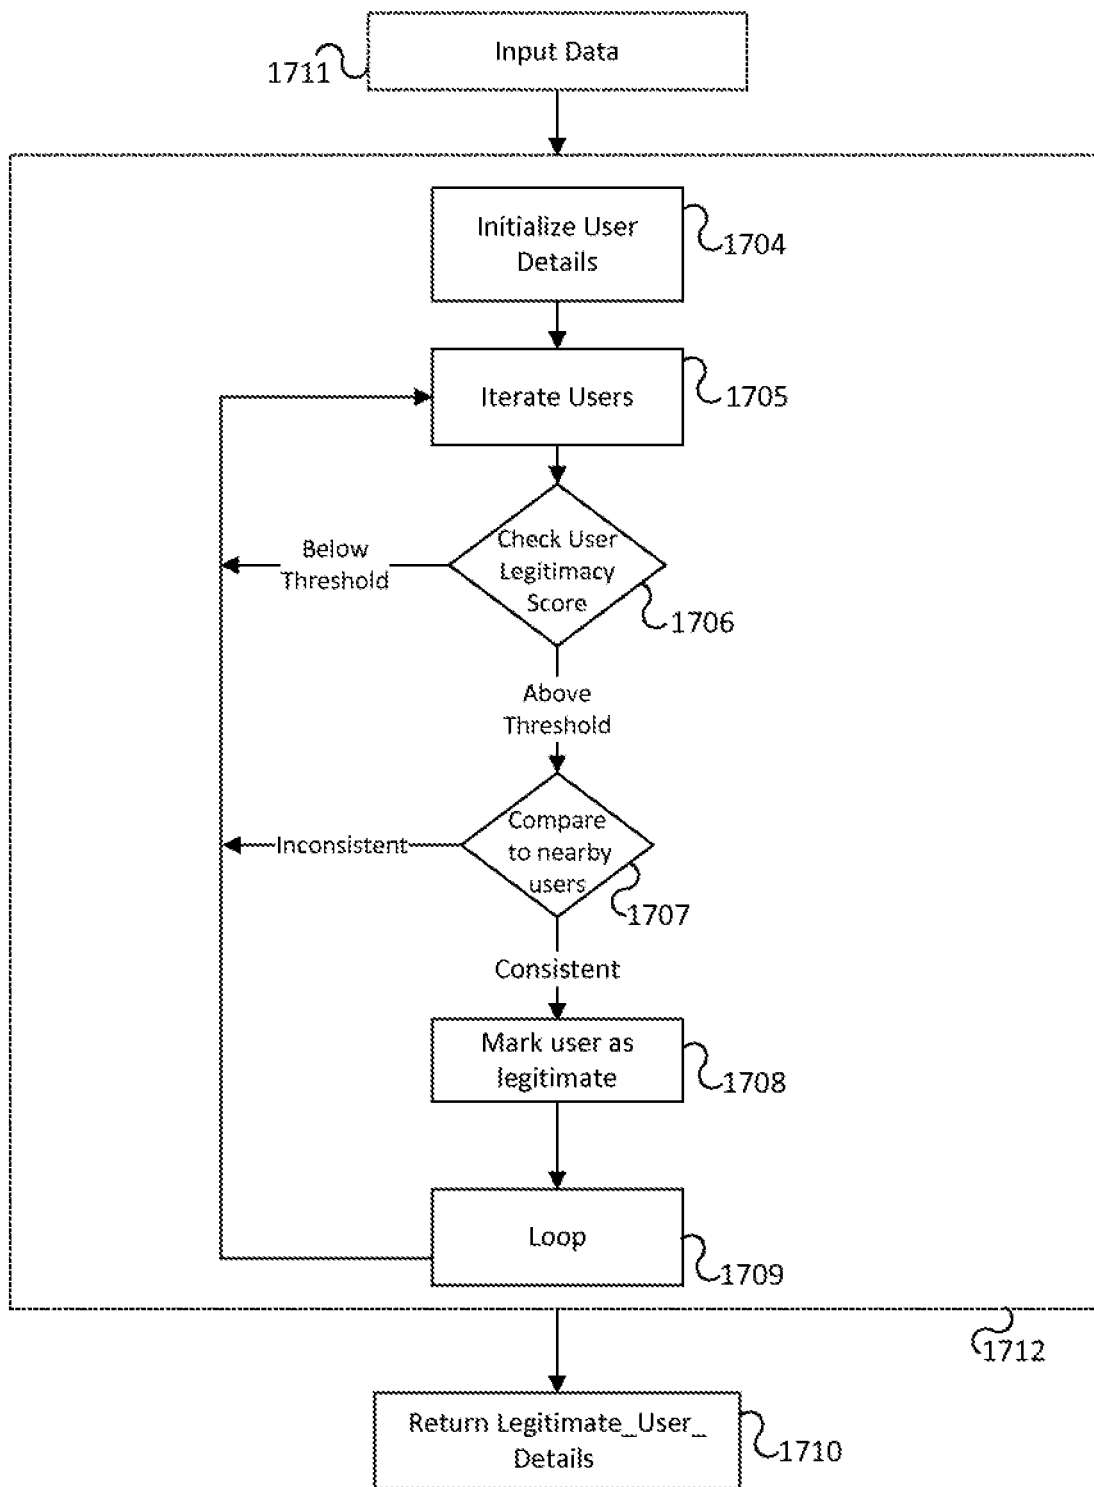 Input Data
1711
Initialize User
Details
1704
Iterate Users
1705
Below
Threshold
Check User
Legitimacy
Score
1706
Above
Threshold
Inconsistent
Compare
to nearby
users
1707
Consistent
Mark user as
legitimate
1708
Loop
1709
1712
Return Legitimate_User_
Details
1710